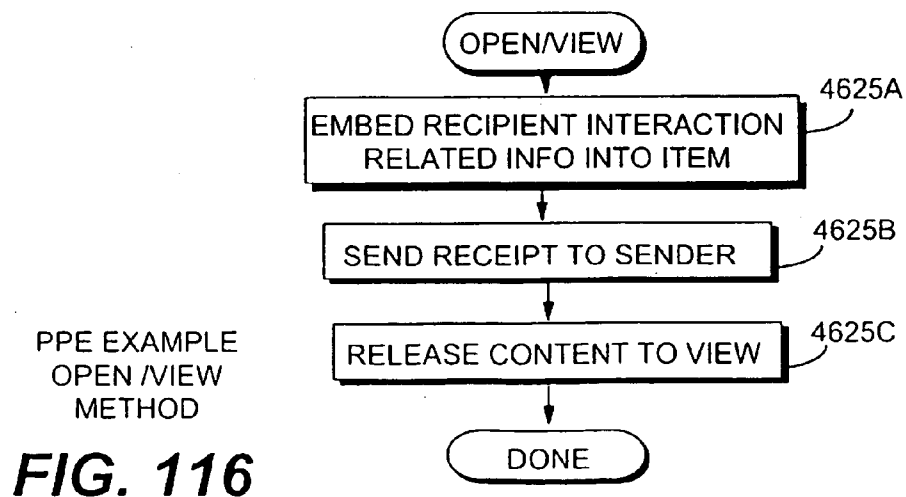 OPEN/VIEW
4625A
EMBED RECIPIENT INTERACTION
RELATED INFO INTO ITEM
4625B
SEND RECEIPT TO SENDER
4625C
RELEASE CONTENT TO VIEW
PPE EXAMPLE
OPEN /VIEW
METHOD
DONE
FIG. 116